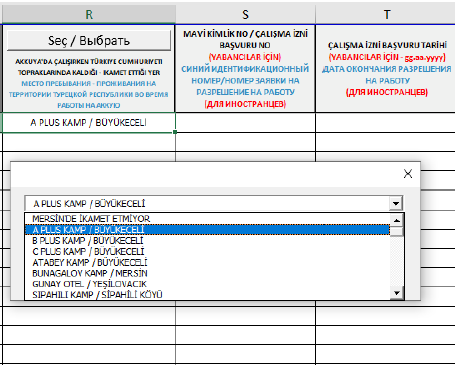 R
S
T
Seç / Выбрать
AKKUYU'DA ÇALIŞIRKEN TÜRKİYE CUMHURİYETİ
TOPRAKLARINDA KALDIĞI - İKAMET ETTİĞİ YER
МЕСТО ПРЕБЫВАНИЯ - ПРОЖИВАНИЯ НА
ТЕРРИТОРИИ ТУРЕЦКОЙ РЕСПУБЛИКИ ВО ВРЕМЯ
РАБОТЫ НА АККУЮ
MAVİ KİMLİK NO / ÇALIŞMA İZNİ
BAŞVURU NO
(YABANCILAR İÇİN)
СИНИЙ ИДЕНТИФИКАЦИОННЫЙ
НОМЕР/НОМЕР ЗАЯВКИ НА
РАЗРЕШЕНИЕ НА РАБОТУ
(ДЛЯ ИНОСТРАНЦЕВ)
ÇALIŞMA İZNİ BAŞVURU TARİHİ
(YABANCILAR İÇİN - gg.aa.yyyy)
ДАТА ОКОНЧАНИЯ РАЗРЕШЕНИЯ
НА РАБОТУ
(ДЛЯ ИНОСТРАНЦЕВ)
A PLUS KAMP / BÜYÜKECELİ
A PLUS KAMP / BÜYÜKECELİ
MERSİN'DE İKAMET ETMİYOR
A PLUS KAMP / BÜYÜKECELİ
B PLUS KAMP / BÜYÜKECELİ
C PLUS KAMP / BÜYÜKECELİ
ATABEY KAMP / BÜYÜKECELİ
BUNAGALOV KAMP / MERSİN
GUNAY OTEL / YEŞİLOVACIK
SIPAHILI KAMP / SİPAHİLİ KÖYÜ